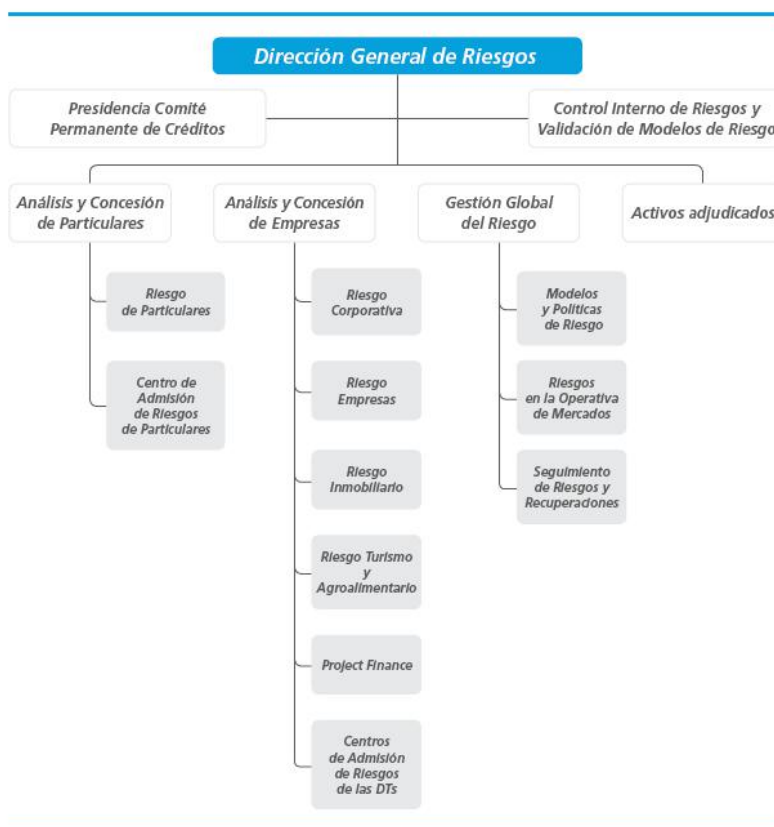 Dirección General de Riesgos
Presidencia Comité
Permanente de Créditos
Control Interno de Riesgos y
Validación de Modelos de Riesgo
Análisis y Concesión
de Particulares
Análisis y Concesión
de Empresas
Gestión Global
del Riesgo
Activos adjudicados
Riesgo
de Particulares
Centro de
Admisión
de Riesgos
de Particulares
Riesgo
Corporativa
Riesgo
Empresas
Riesgo
Inmobiliario
Riesgo Turismo
y
Agroalimentario
Project Finance
Centros
de Admisión
de Riesgos
de las DTs
Modelos
y Políticas
de Riesgo
Riesgos
en la Operativa
de Mercados
Seguimiento
de Riesgos y
Recuperaciones